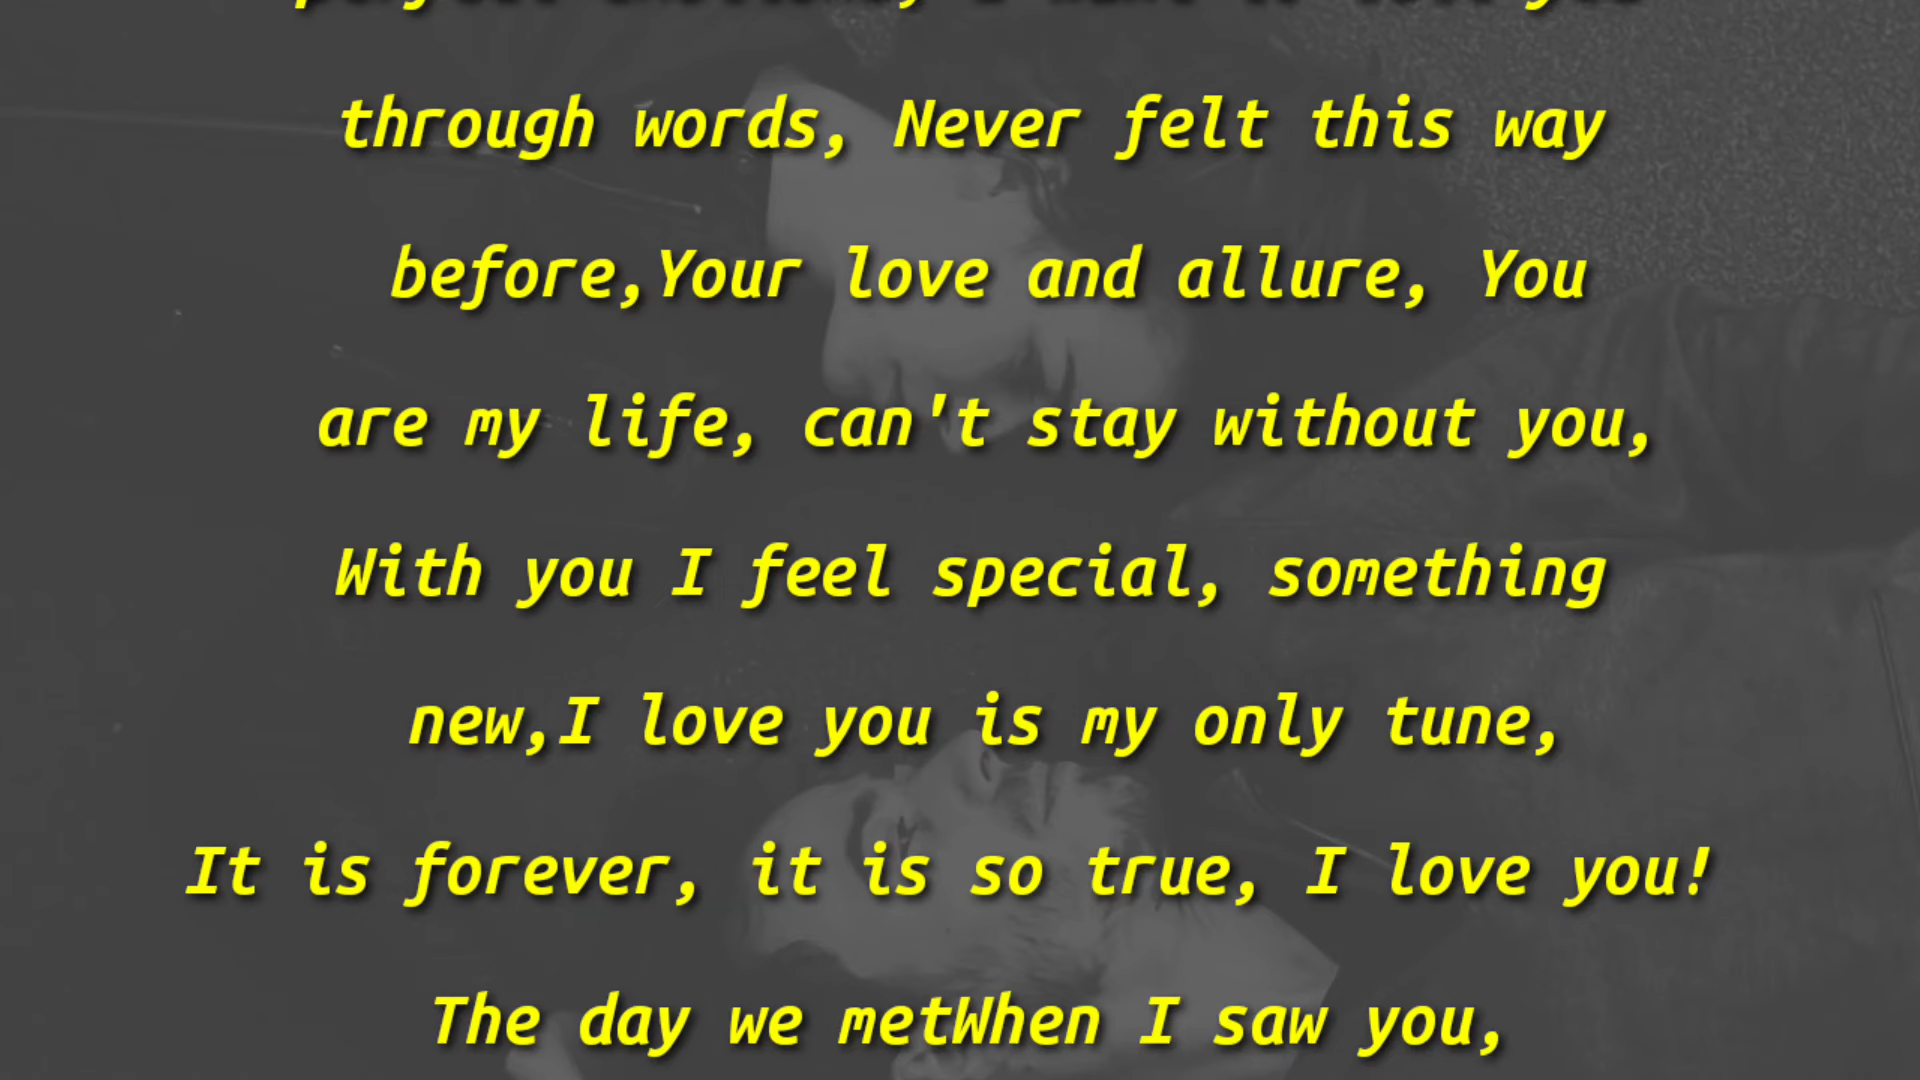 through words, Never felt this way
before,Your love and allure, You
are my life, can't stay without you,
With you I feel special, something
new,I love you is my only tune,
It is forever, it is so true, I love you!
The day we metWhen I saw you,